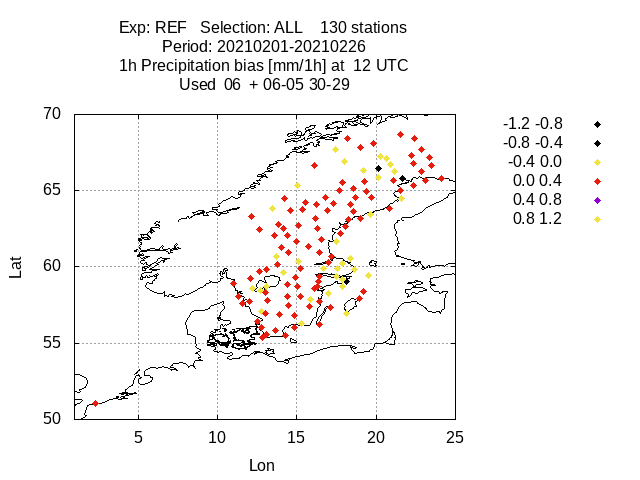 Exp: REF   Selection: ALL    130 stations
Period: 20210201-20210226
1h Precipitation bias [mm/1h] at  12 UTC
Used  06  + 06-05 30-29
-1.2 -0.8
-0.8 -0.4
-0.4 0.0
0.0 0.4
0.4 0.8
0.8 1.2
70
65
60
55
50
Lat
5 10 15 20 25
Lon